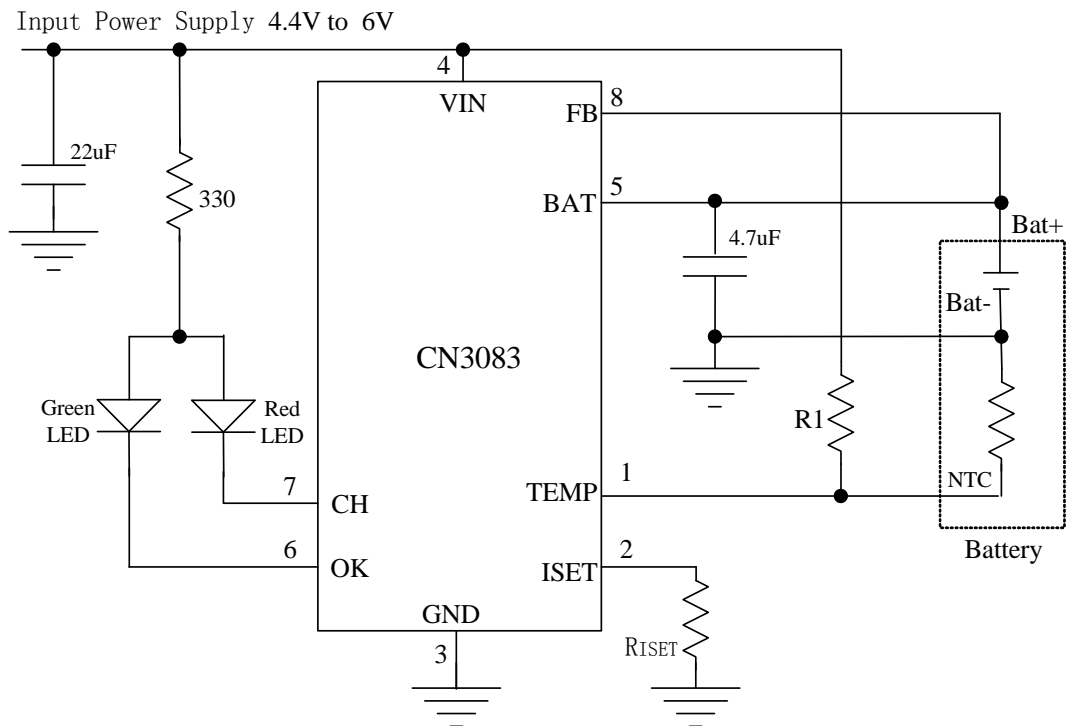 Input Power Supply 4.4V to 6V
4
VIN
FB
8
22uF
330
BAT
5
Bat+
4.7uF
Bat-
CN3083
Green
LED
Red
LED
R1
7
CH
TEMP
1
NTC
6
OK
ISET
2
Battery
GND
3
RISET